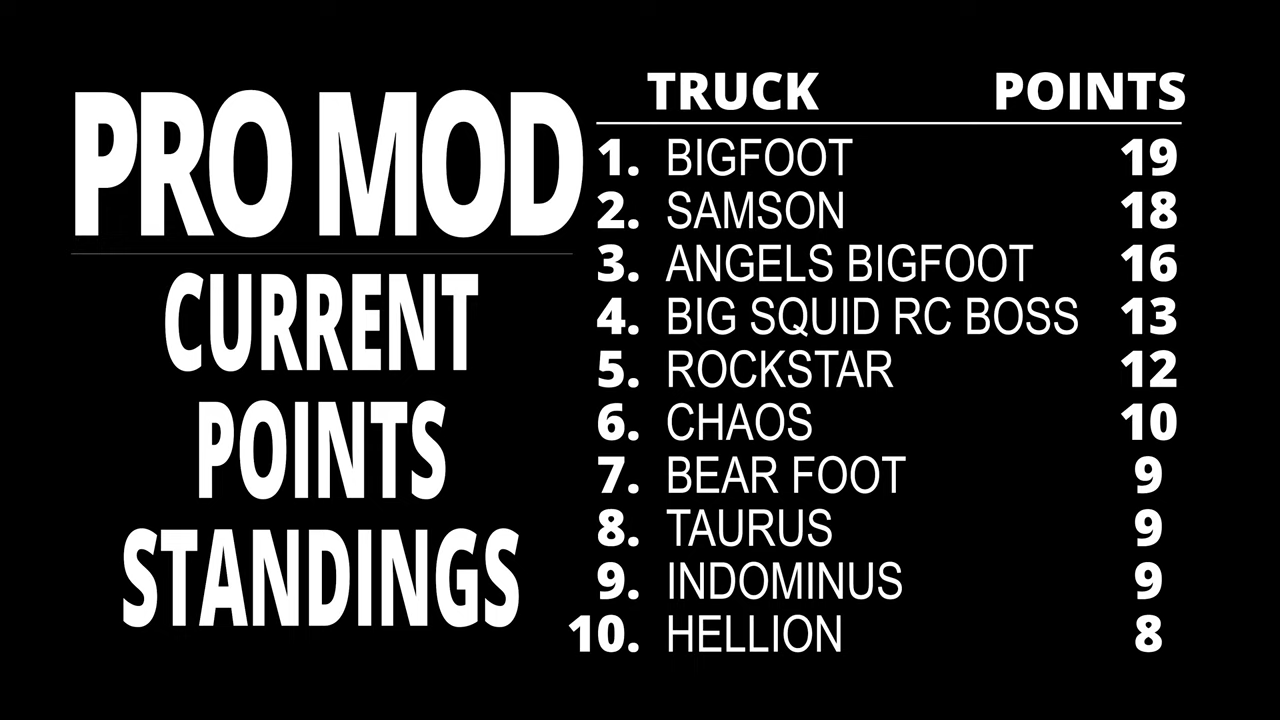 PRO MOD
CURRENT
POINTS
STANDINGS
TRUCK POINTS
1. BIGFOOT 19
2. SAMSON 18
3. ANGELS BIGFOOT 16
4. BIG SQUID RC BOSS 13
5. ROCKSTAR 12
6. CHAOS 10
7. BEAR FOOT 9
8. TAURUS 9
9. INDOMINUS 9
10. HELLION 8